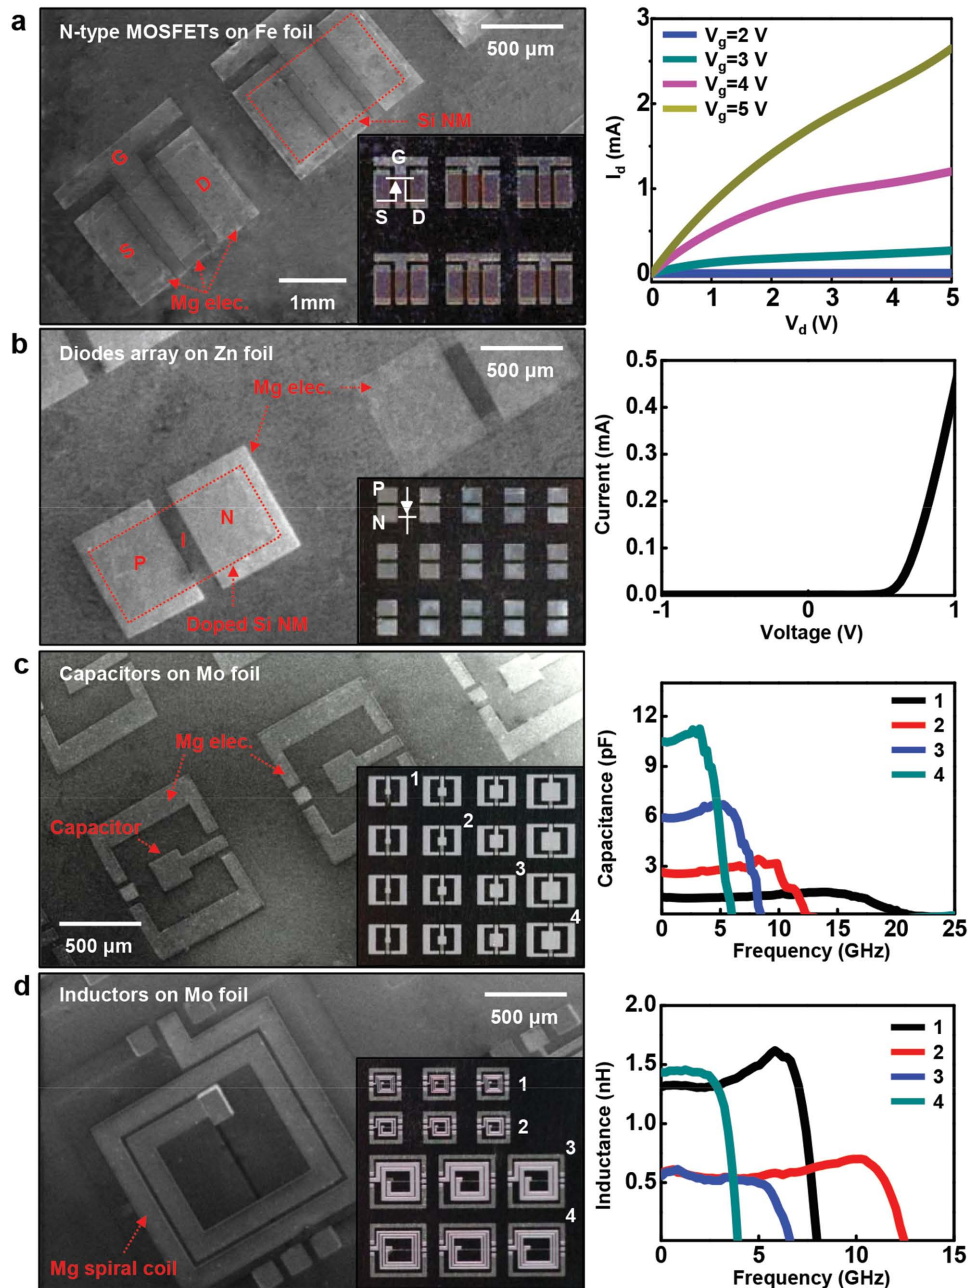 a
N-type MOSFETs on Fe foil
500 µm
Si NM
G
D
S
Mg elec.
1mm
G
S D
V_g=2 V
V_g=3 V
V_g=4 V
V_g=5 V
I_d (mA)
3
2
1
0
0 1 2 3 4 5
V_d (V)
b
Diodes array on Zn foil
500 µm
Mg elec.
N
I
P
Doped Si NM
P
N
Current (mA)
0.5
0.4
0.3
0.2
0.1
0.0
-1 0 1
Voltage (V)
c
Capacitors on Mo foil
Mg elec.
Capacitor
500 µm
1
2
3
4
1
2
3
4
Capacitance (pF)
12
9
6
3
0 5 10 15 20 25
Frequency (GHz)
d
Inductors on Mo foil
500 µm
Mg spiral coil
1
2
3
4
1
2
3
4
Inductance (nH)
2.0
1.5
1.0
0.5
0 5 10 15
Frequency (GHz)